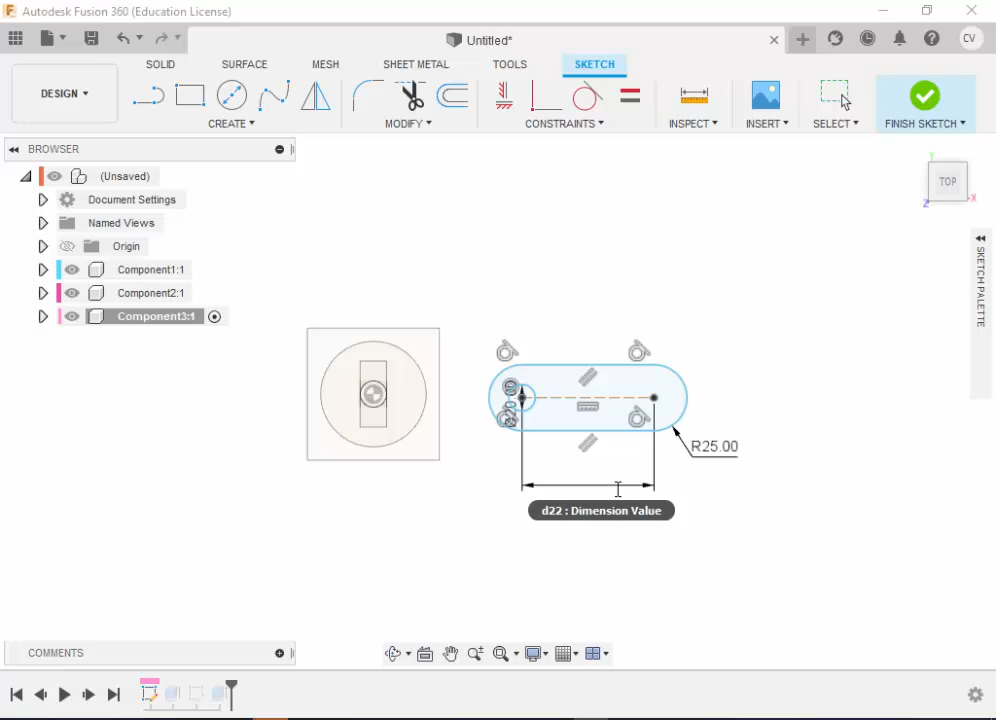 Autodesk Fusion 360 (Education License)
Untitled*
CV
DESIGN
SOLID
SURFACE
MESH
SHEET METAL
TOOLS
SKETCH
CREATE
MODIFY
CONSTRAINTS
INSPECT
INSERT
SELECT
FINISH SKETCH
BROWSER
(Unsaved)
Document Settings
Named Views
Origin
Component1:1
Component2:1
Component3:1
TOP
Y
X
Z
SKETCH PALETTE
R25.00
d22 : Dimension Value
COMMENTS